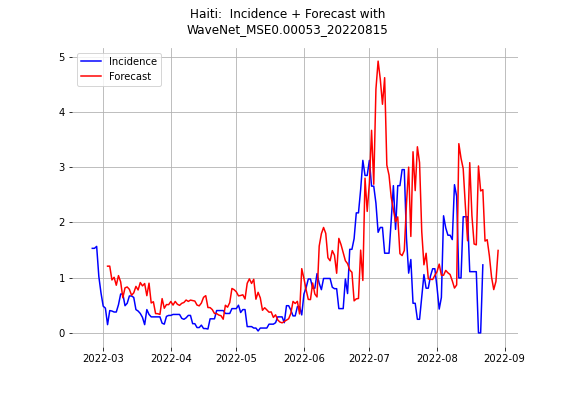 Haiti:  Incidence + Forecast with
WaveNet_MSE0.00053_20220815
Incidence
Forecast
5
4
3
2
1
0
2022-03 2022-04 2022-05 2022-06 2022-07 2022-08 2022-09